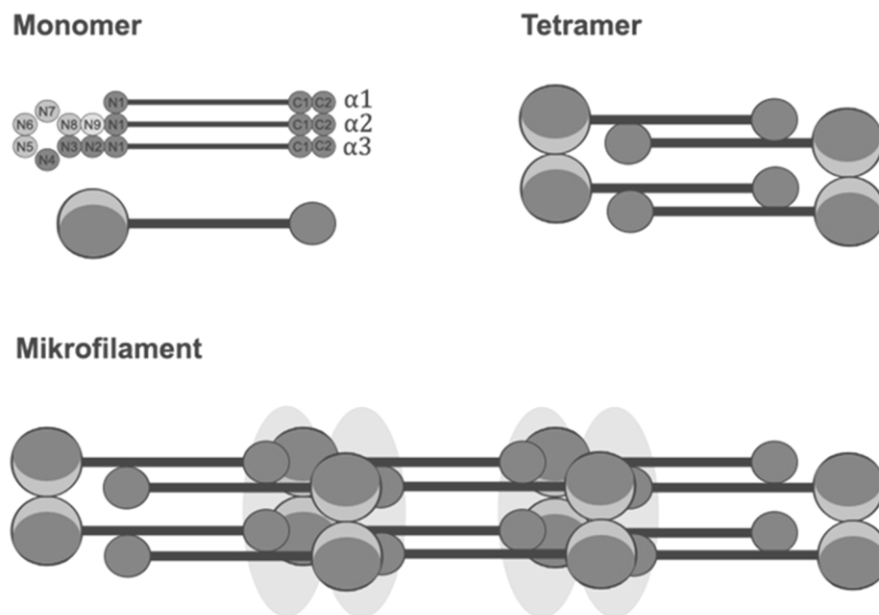 Monomer
Tetramer
N1 C1 C2 α1
N7
N6 N8 N9 N1 C1 C2 α2
N5 N3 N2 N1 C1 C2 α3
N4
Mikrofilament